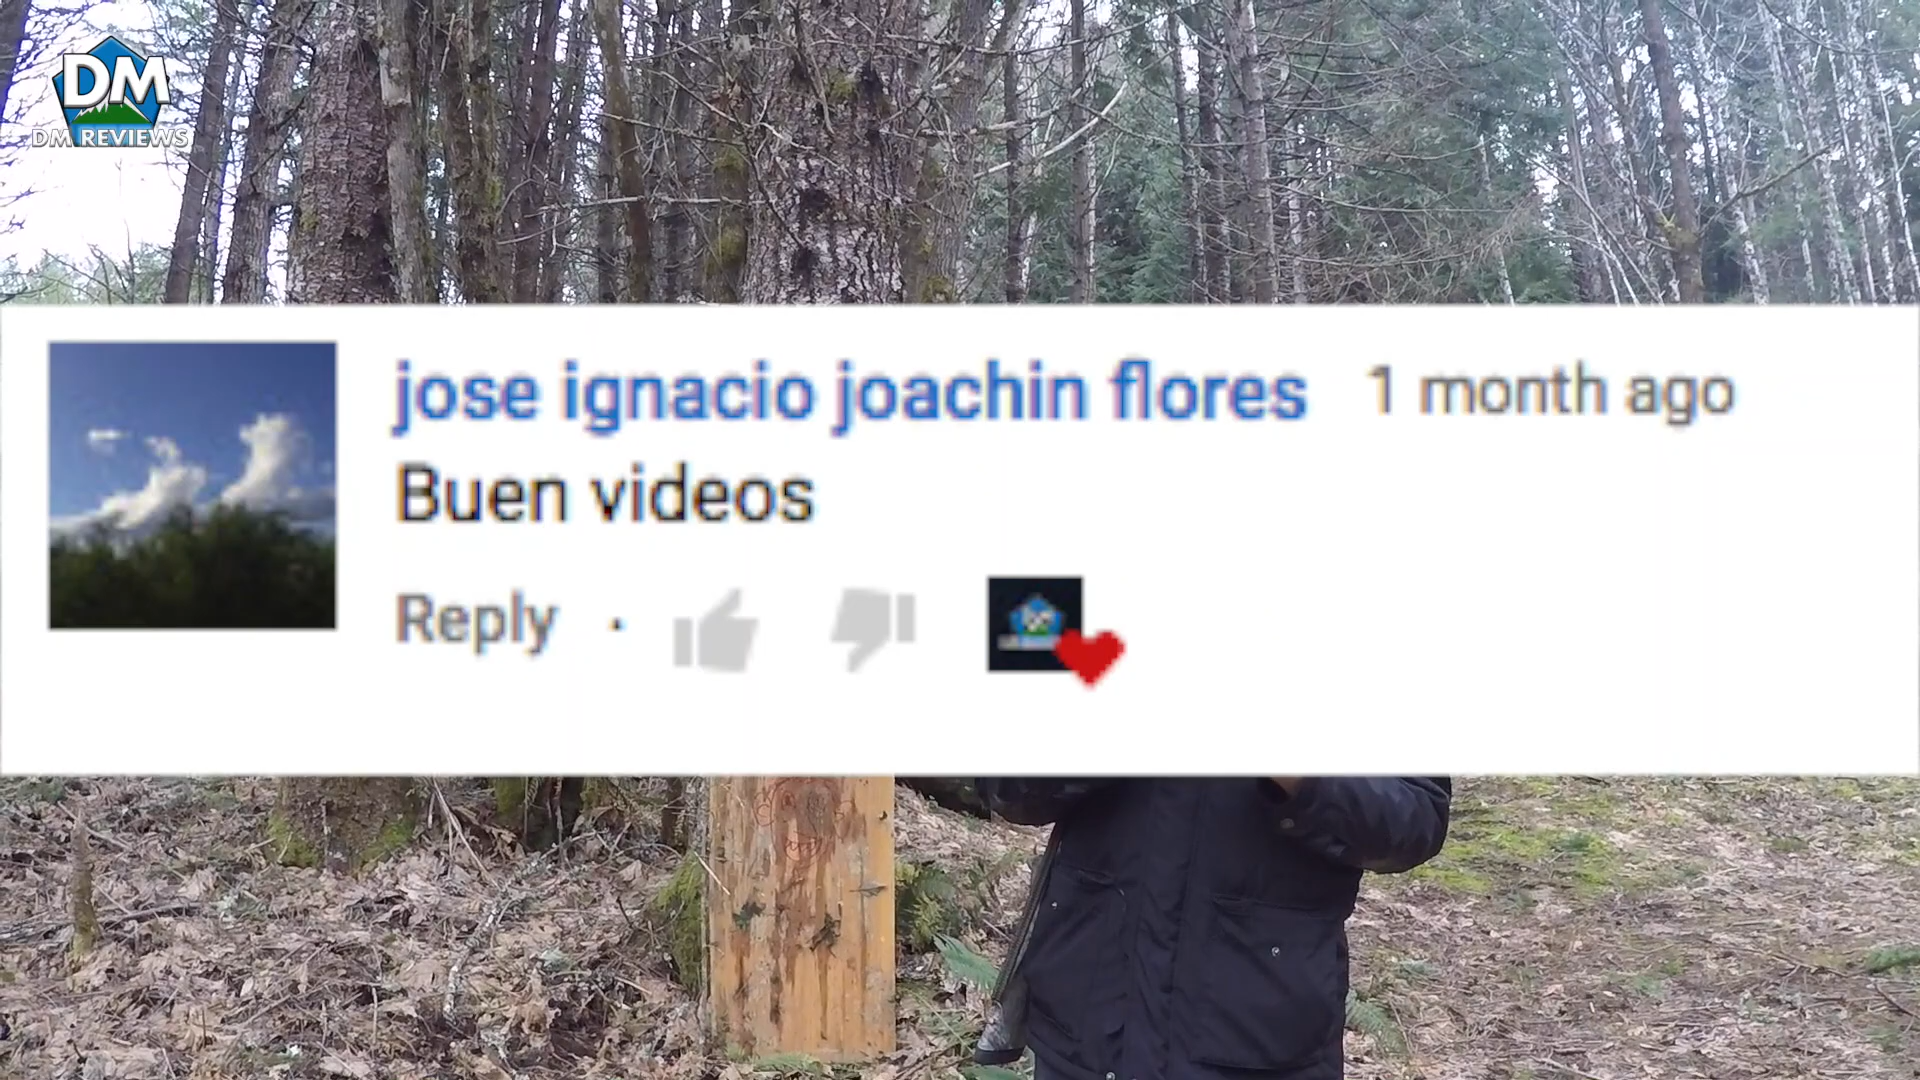 DM
DM REVIEWS
jose ignacio joachin flores 1 month ago
Buen videos
Reply ·